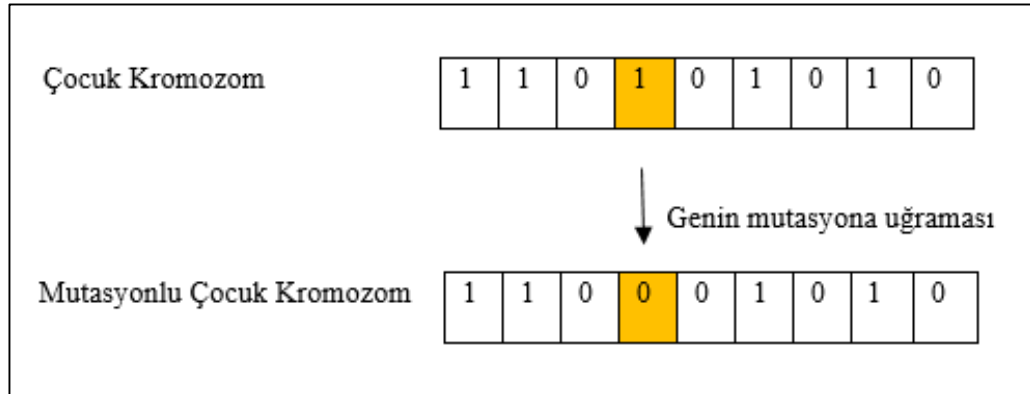 Çocuk Kromozom 1 1 0 1 0 1 0 1 0
Genin mutasyona uğraması
Mutasyonlu Çocuk Kromozom 1 1 0 0 0 1 0 1 0